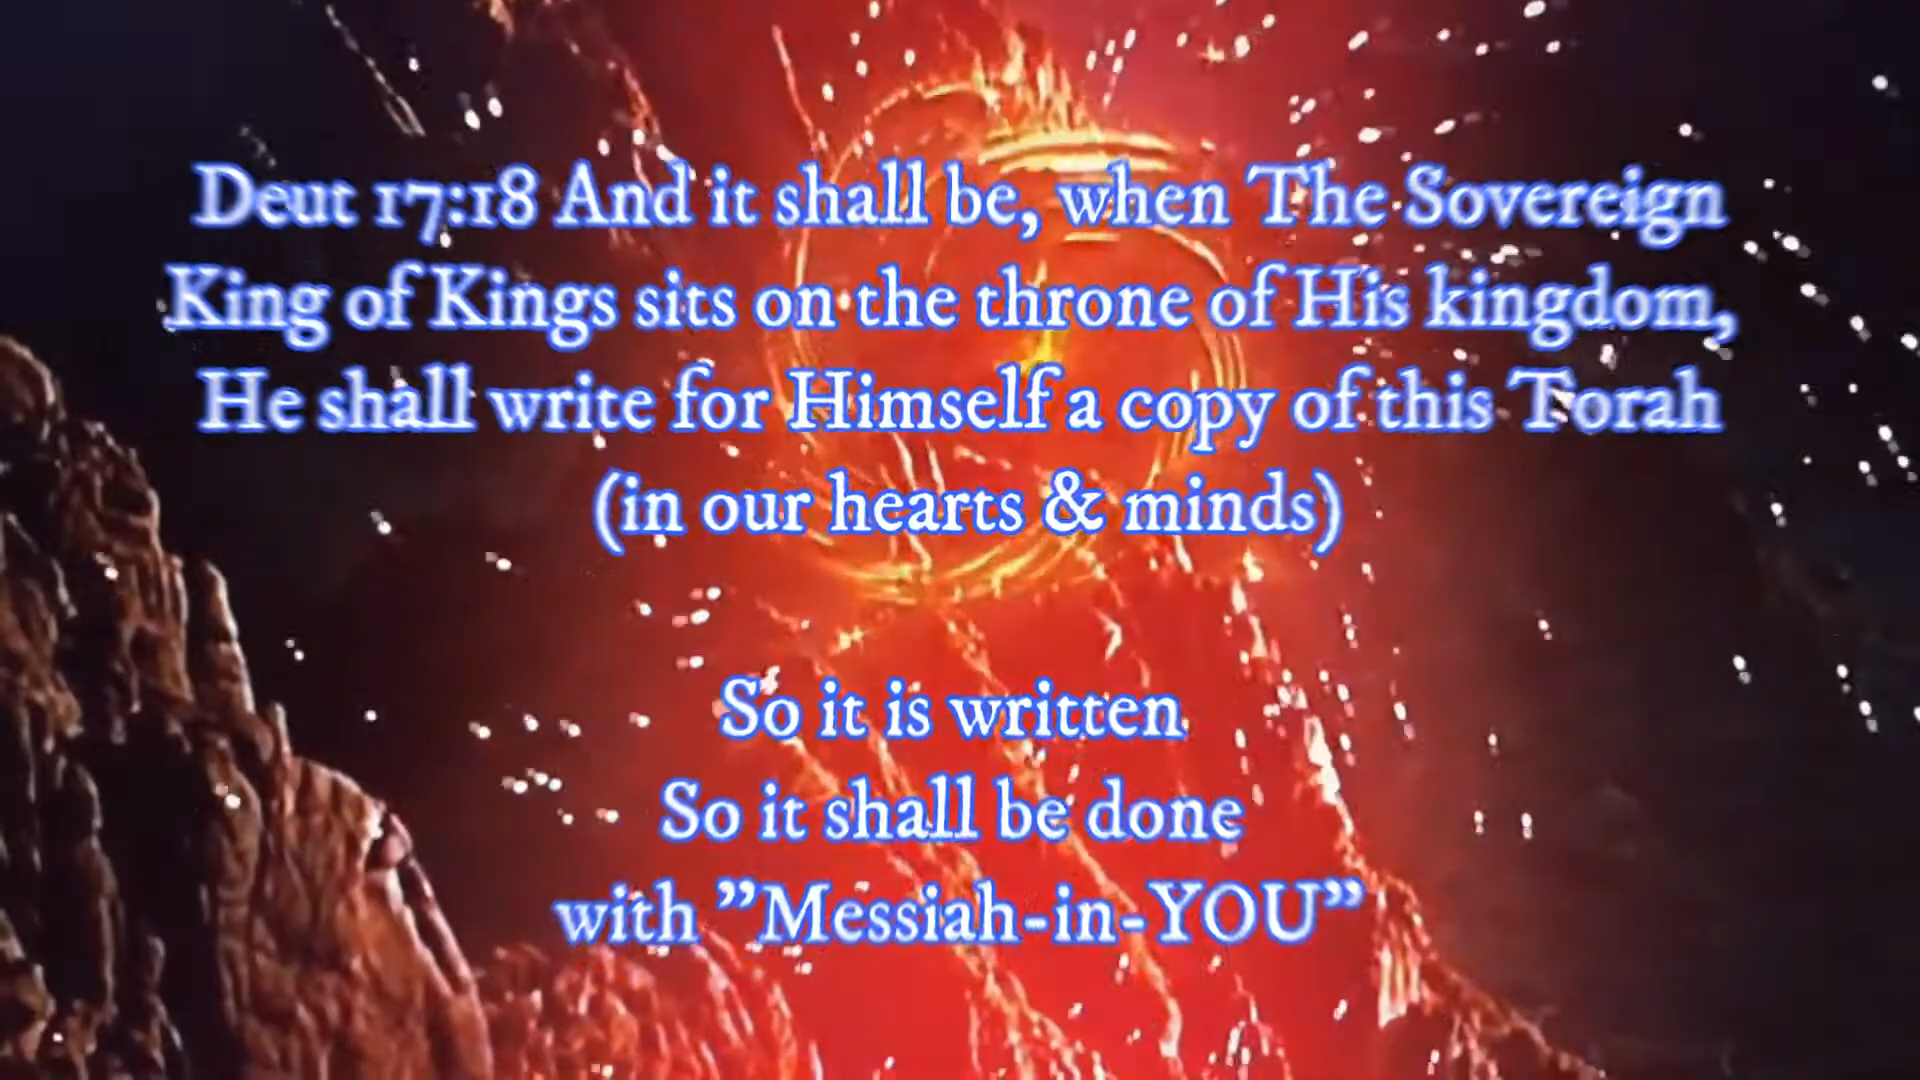 Deut 17:18 And it shall be, when The Sovereign
King of Kings sits on the throne of His kingdom,
He shall write for Himself a copy of this Torah
(in our hearts & minds)
So it is written
So it shall be done
with ”Messiah-in-YOU”